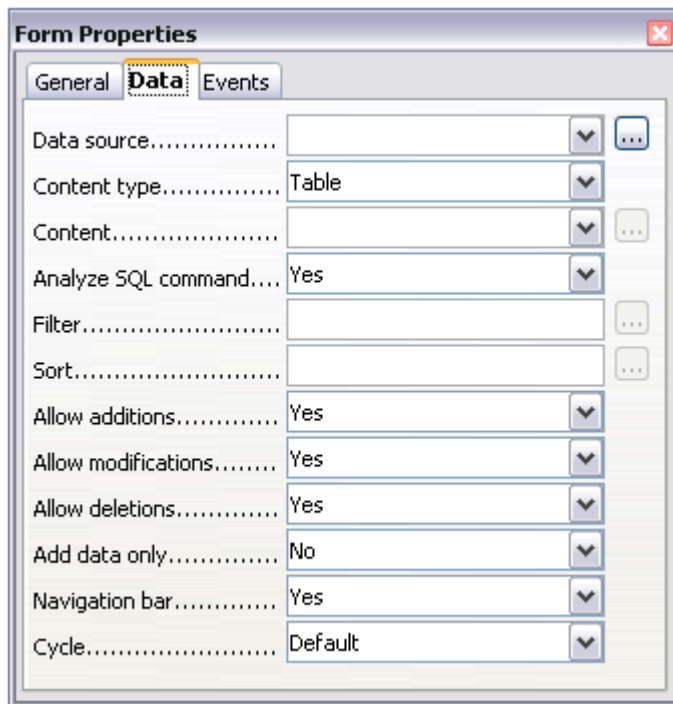 Form Properties
General Data Events
Data source................ ...
Content type............... Table
Content..................... ...
Analyze SQL command.... Yes
Filter......................... ...
Sort.......................... ...
Allow additions............. Yes
Allow modifications........ Yes
Allow deletions............. Yes
Add data only.............. No
Navigation bar............. Yes
Cycle........................ Default